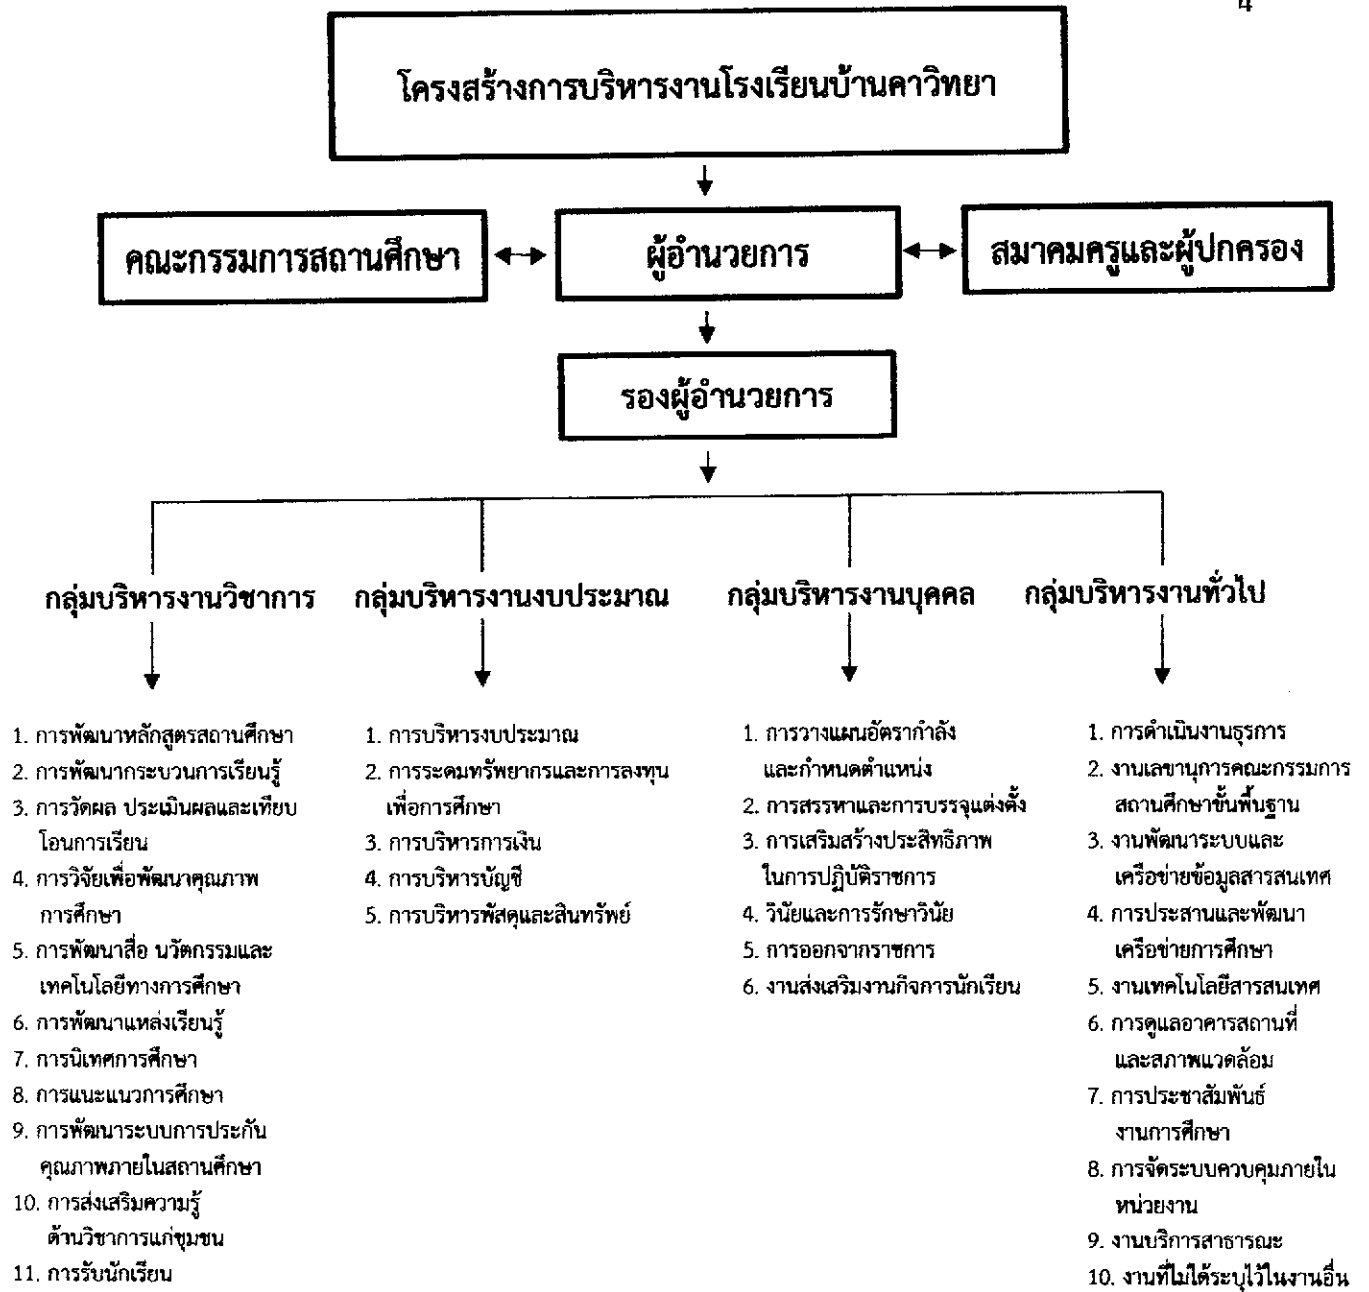 4
โครงสร้างการบริหารงานโรงเรียนบ้านคาวิทยา
คณะกรรมการสถานศึกษา
ผู้อำนวยการ
สมาคมครูและผู้ปกครอง
รองผู้อำนวยการ
กลุ่มบริหารงานวิชาการ
กลุ่มบริหารงานงบประมาณ
กลุ่มบริหารงานบุคคล
กลุ่มบริหารงานทั่วไป
1. การพัฒนาหลักสูตรสถานศึกษา
2. การพัฒนากระบวนการเรียนรู้
3. การวัดผล ประเมินผลและเทียบ
โอนการเรียน
4. การวิจัยเพื่อพัฒนาคุณภาพ
การศึกษา
5. การพัฒนาสื่อ นวัตกรรมและ
เทคโนโลยีทางการศึกษา
6. การพัฒนาแหล่งเรียนรู้
7. การนิเทศการศึกษา
8. การแนะแนวการศึกษา
9. การพัฒนาระบบการประกัน
คุณภาพภายในสถานศึกษา
10. การส่งเสริมความรู้
ด้านวิชาการแก่ชุมชน
11. การรับนักเรียน
1. การบริหารงบประมาณ
2. การระดมทรัพยากรและการลงทุน
เพื่อการศึกษา
3. การบริหารการเงิน
4. การบริหารบัญชี
5. การบริหารพัสดุและสินทรัพย์
1. การวางแผนอัตรากำลัง
และกำหนดตำแหน่ง
2. การสรรหาและการบรรจุแต่งตั้ง
3. การเสริมสร้างประสิทธิภาพ
ในการปฏิบัติราชการ
4. วินัยและการรักษาวินัย
5. การออกจากราชการ
6. งานส่งเสริมงานกิจการนักเรียน
1. การดำเนินงานธุรการ
2. งานเลขานุการคณะกรรมการ
สถานศึกษาขั้นพื้นฐาน
3. งานพัฒนาระบบและ
เครือข่ายข้อมูลสารสนเทศ
4. การประสานและพัฒนา
เครือข่ายการศึกษา
5. งานเทคโนโลยีสารสนเทศ
6. การดูแลอาคารสถานที่
และสภาพแวดล้อม
7. การประชาสัมพันธ์
งานการศึกษา
8. การจัดระบบควบคุมภายใน
หน่วยงาน
9. งานบริการสาธารณะ
10. งานที่ไม่ได้ระบุไว้ในงานอื่น